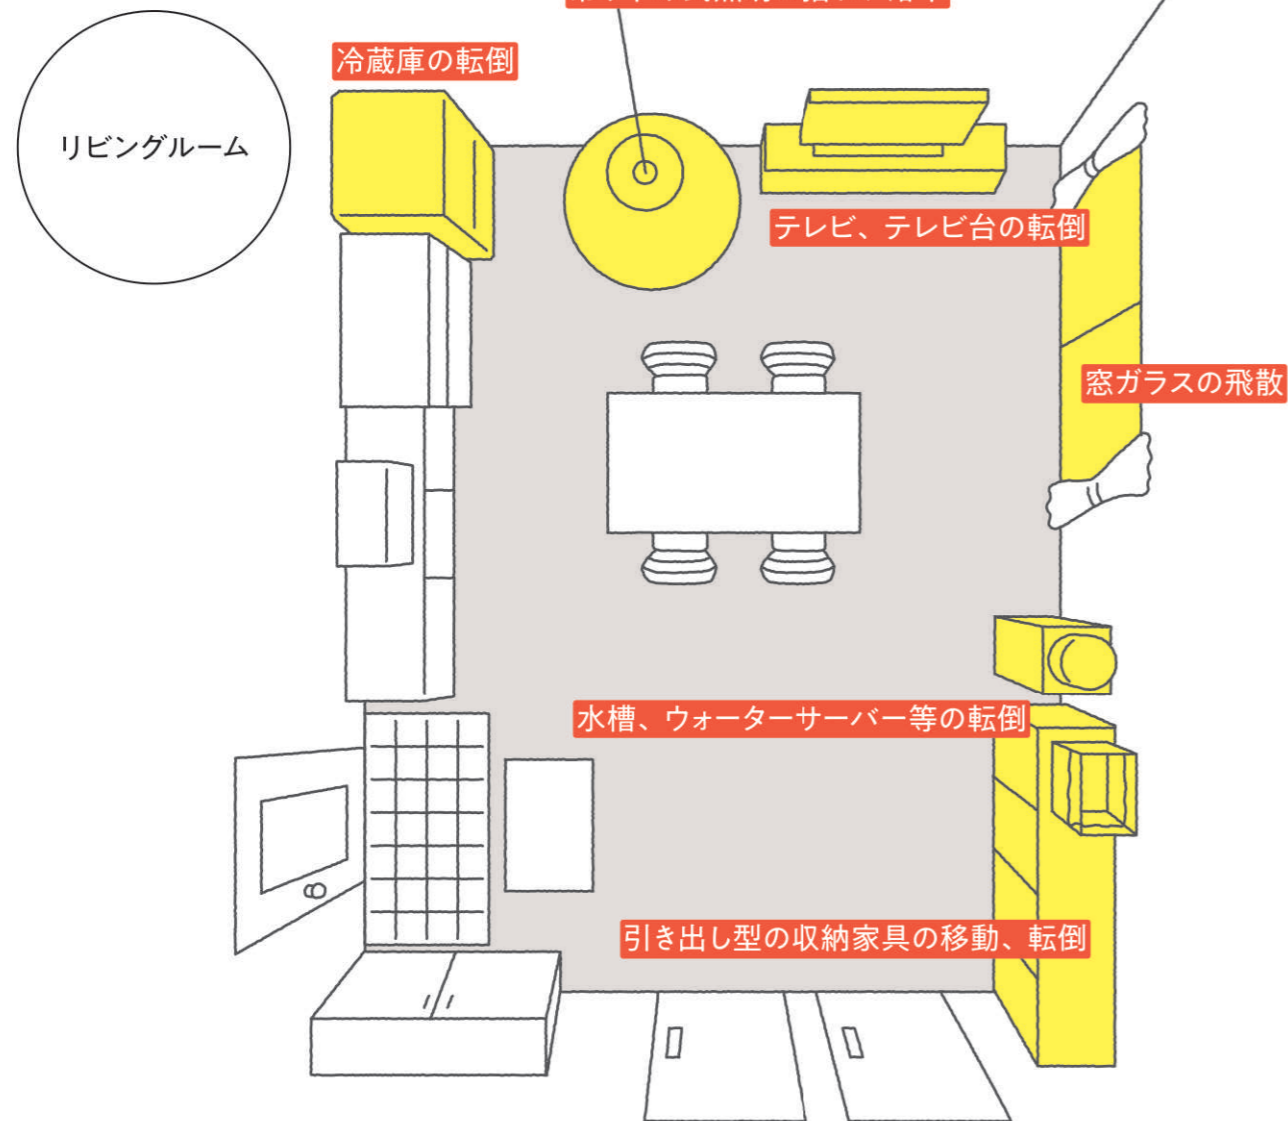 冷蔵庫の転倒
リビングルーム
テレビ、テレビ台の転倒
窓ガラスの飛散
水槽、ウォーターサーバー等の転倒
引き出し型の収納家具の移動、転倒